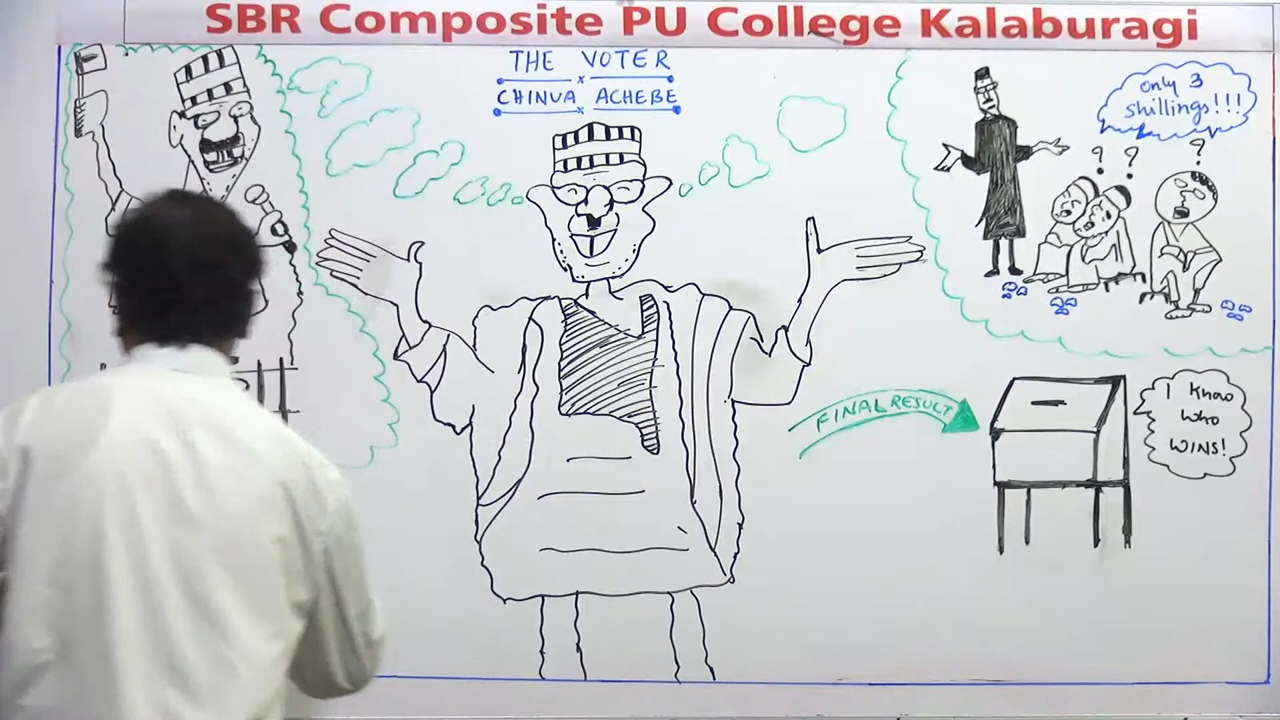 SBR Composite PU College Kalaburagi
THE VOTER
CHINUA ACHEBE
Only 3
shillings!!!
? ? ?
FINAL RESULT
I Know
Who
WINS!